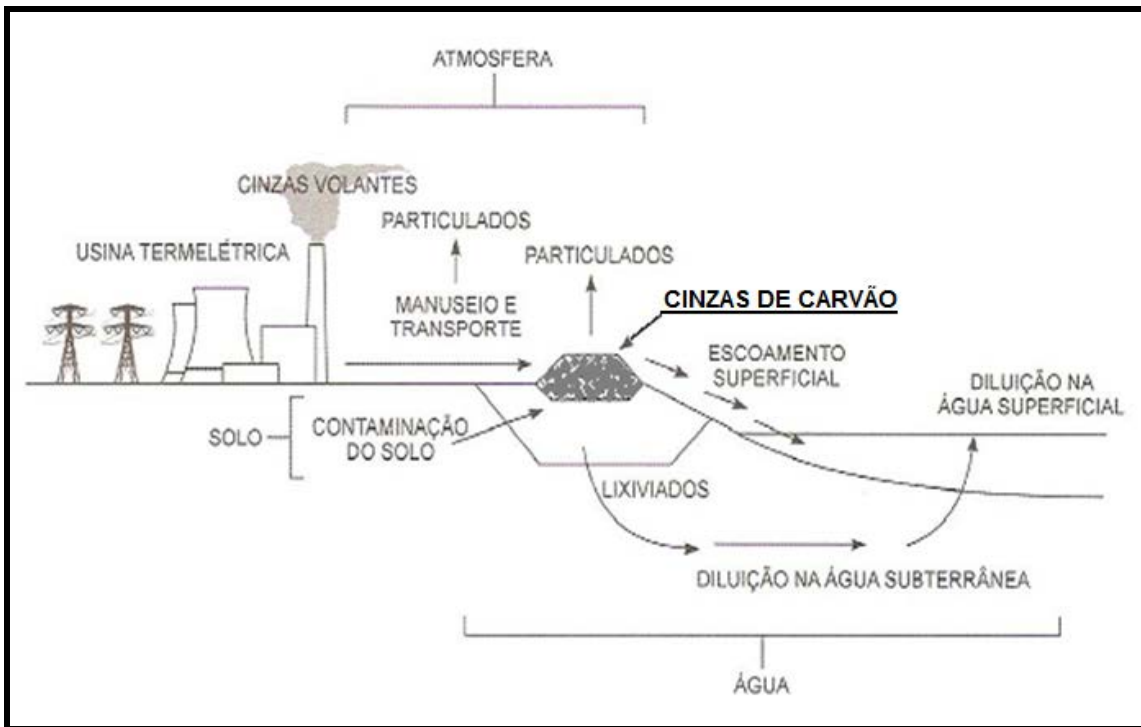 ATMOSFERA
CINZAS VOLANTES
PARTICULADOS
USINA TERMELÉTRICA
PARTICULADOS
CINZAS DE CARVÃO
MANUSEIO E
TRANSPORTE
ESCOAMENTO
SUPERFICIAL
DILUIÇÃO NA
ÁGUA SUPERFICIAL
SOLO
CONTAMINAÇÃO
DO SOLO
LIXIVIADOS
DILUIÇÃO NA ÁGUA SUBTERRÂNEA
ÁGUA